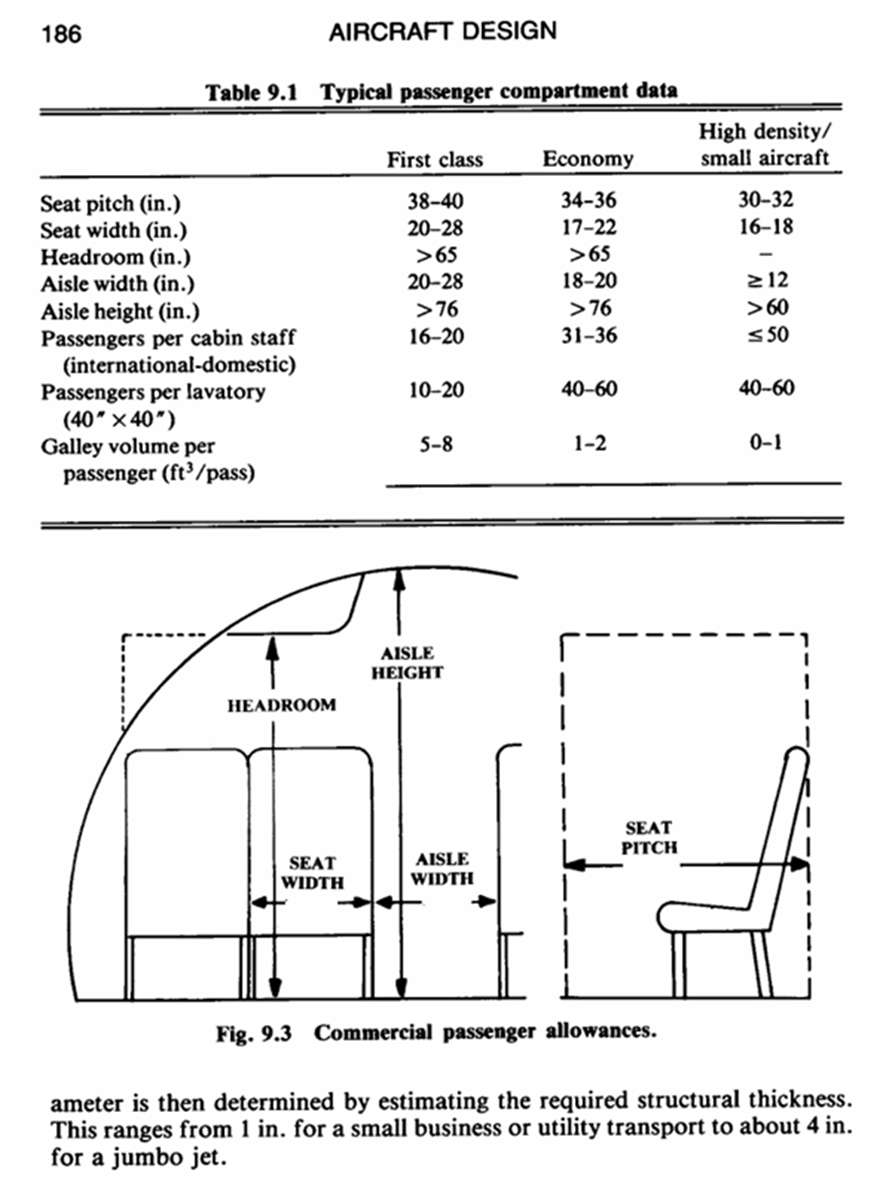 186
AIRCRAFT DESIGN
Table 9.1 Typical passenger compartment data
High density/
First class Economy small aircraft
Seat pitch (in.) 38–40 34–36 30–32
Seat width (in.) 20–28 17–22 16–18
Headroom (in.) >65 >65 –
Aisle width (in.) 20–28 18–20 ≥12
Aisle height (in.) >76 >76 >60
Passengers per cabin staff 16–20 31–36 ≤50
(international-domestic)
Passengers per lavatory 10–20 40–60 40–60
(40″ ×40″)
Galley volume per 5–8 1–2 0–1
passenger (ft³/pass)
AISLE
HEIGHT
HEADROOM
SEAT
WIDTH
AISLE
WIDTH
SEAT
PITCH
Fig. 9.3 Commercial passenger allowances.
ameter is then determined by estimating the required structural thickness.
This ranges from 1 in. for a small business or utility transport to about 4 in.
for a jumbo jet.